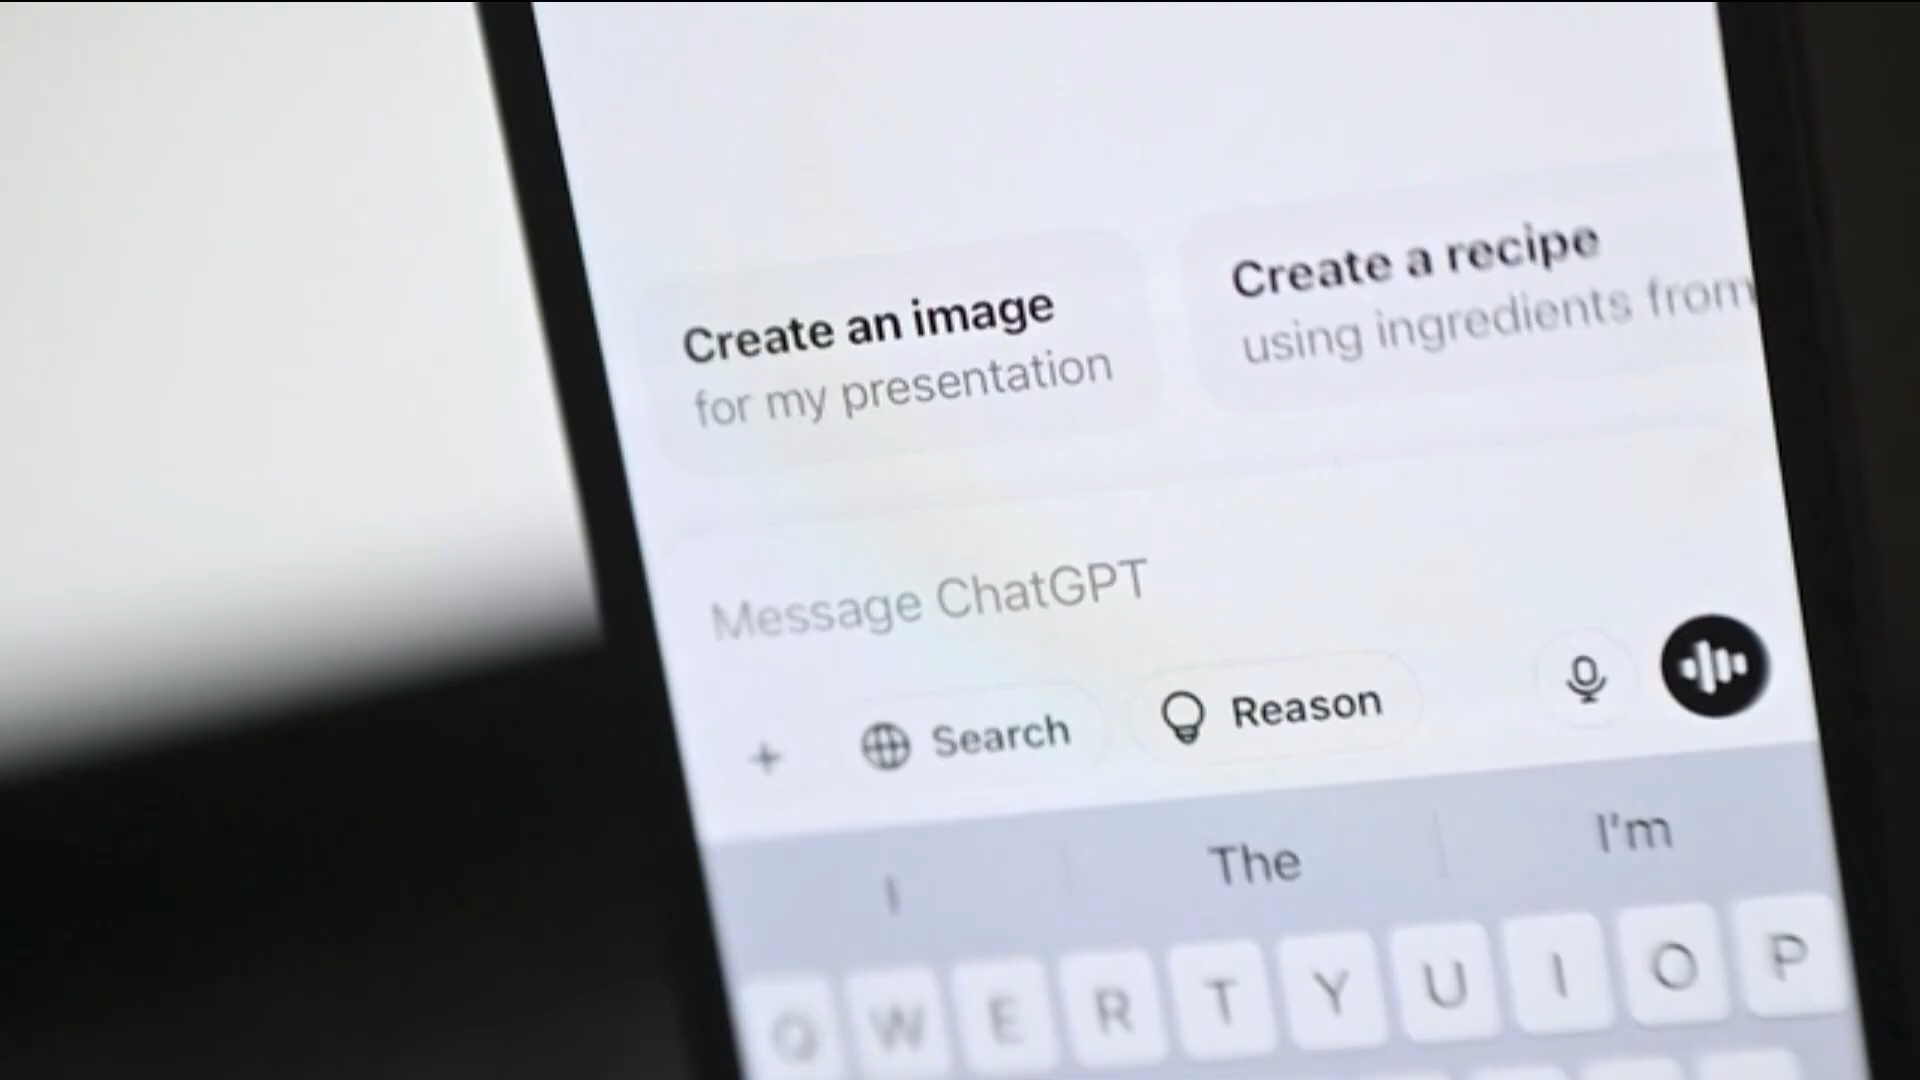 Create an image
for my presentation
Create a recipe
using ingredients from
Message ChatGPT
+ Search Reason
I The I'm
Q W E R T Y U I O P